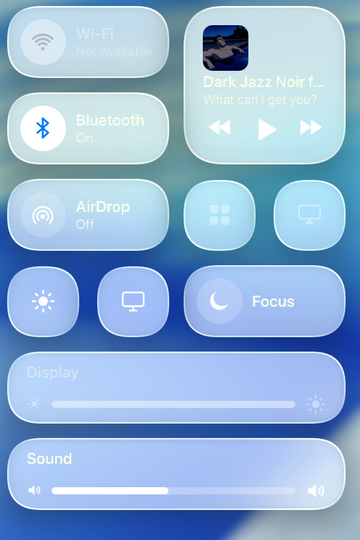 Wi-Fi
Not Available
Dark Jazz Noir f...
What can I get you?
Bluetooth
On
AirDrop
Off
Focus
Display
Sound